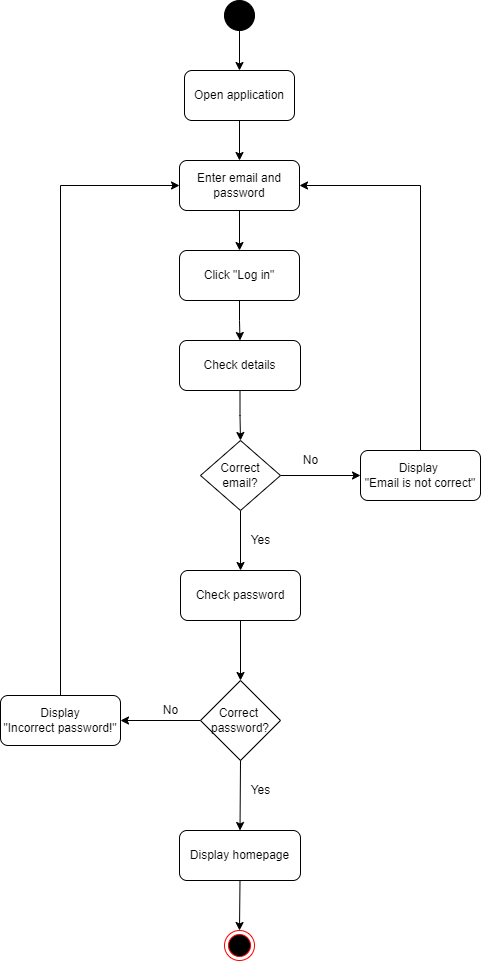 Open application
Enter email and
password
Click "Log in"
Check details
Correct
email?
No
Display
"Email is not correct"
Yes
Check password
Display
"Incorrect password!"
No
Correct
password?
Yes
Display homepage